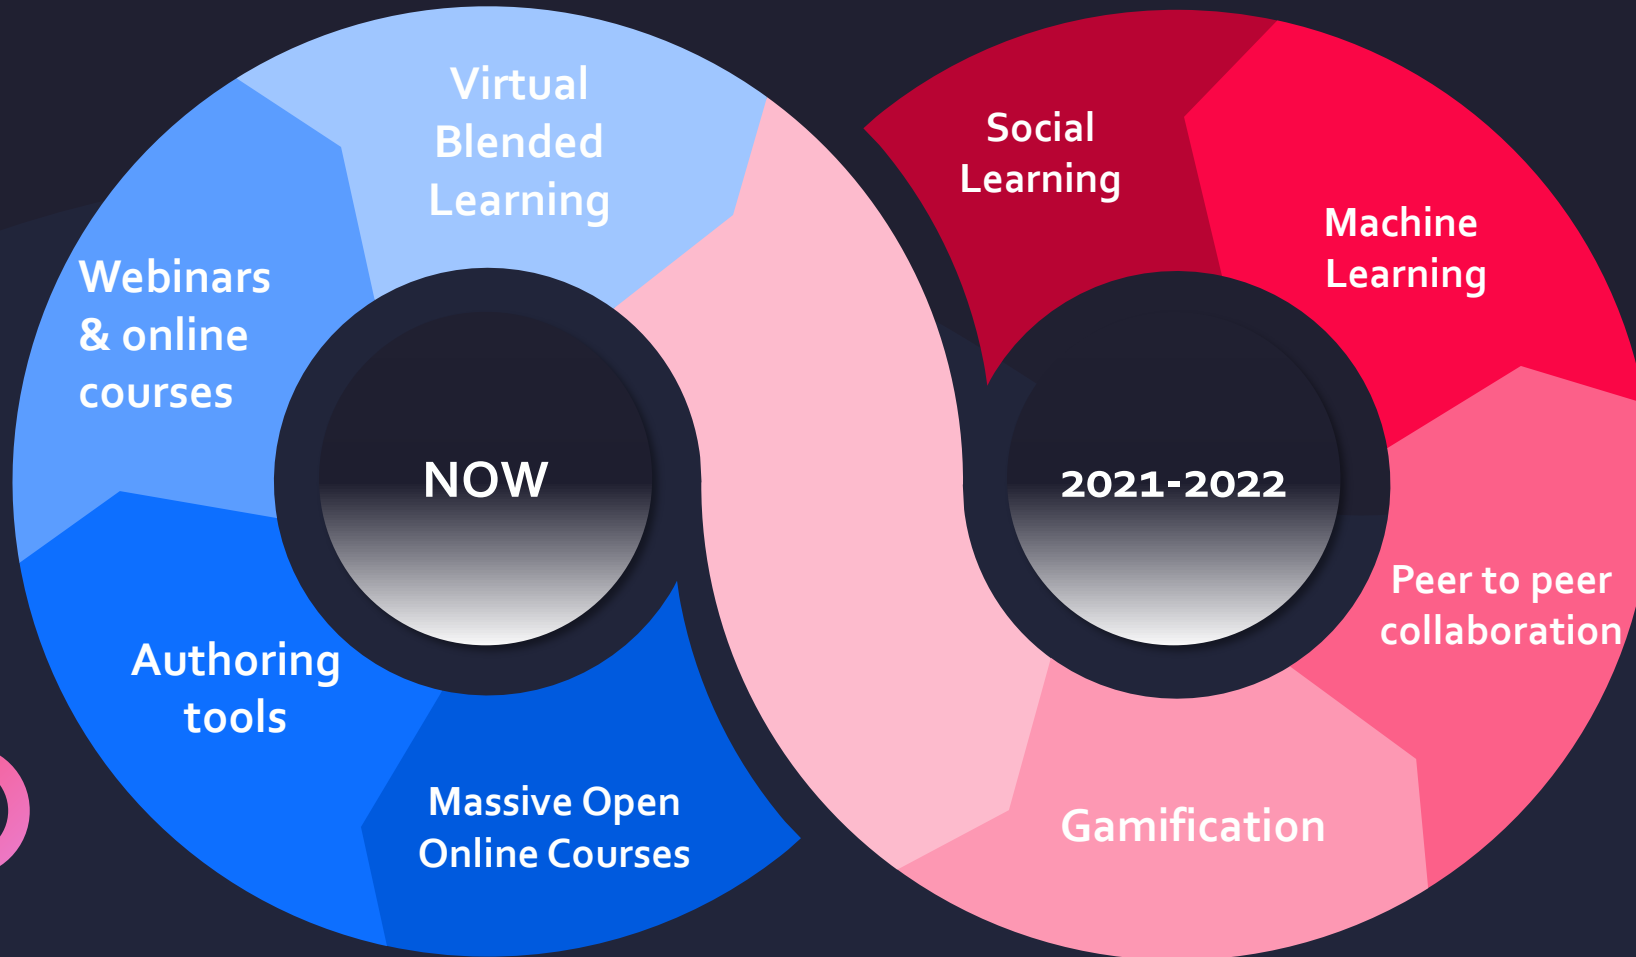 Virtual
Blended
Learning
Webinars
& online
courses
NOW
Authoring
tools
Massive Open
Online Courses
Social
Learning
Machine
Learning
2021-2022
Peer to peer
collaboration
Gamification